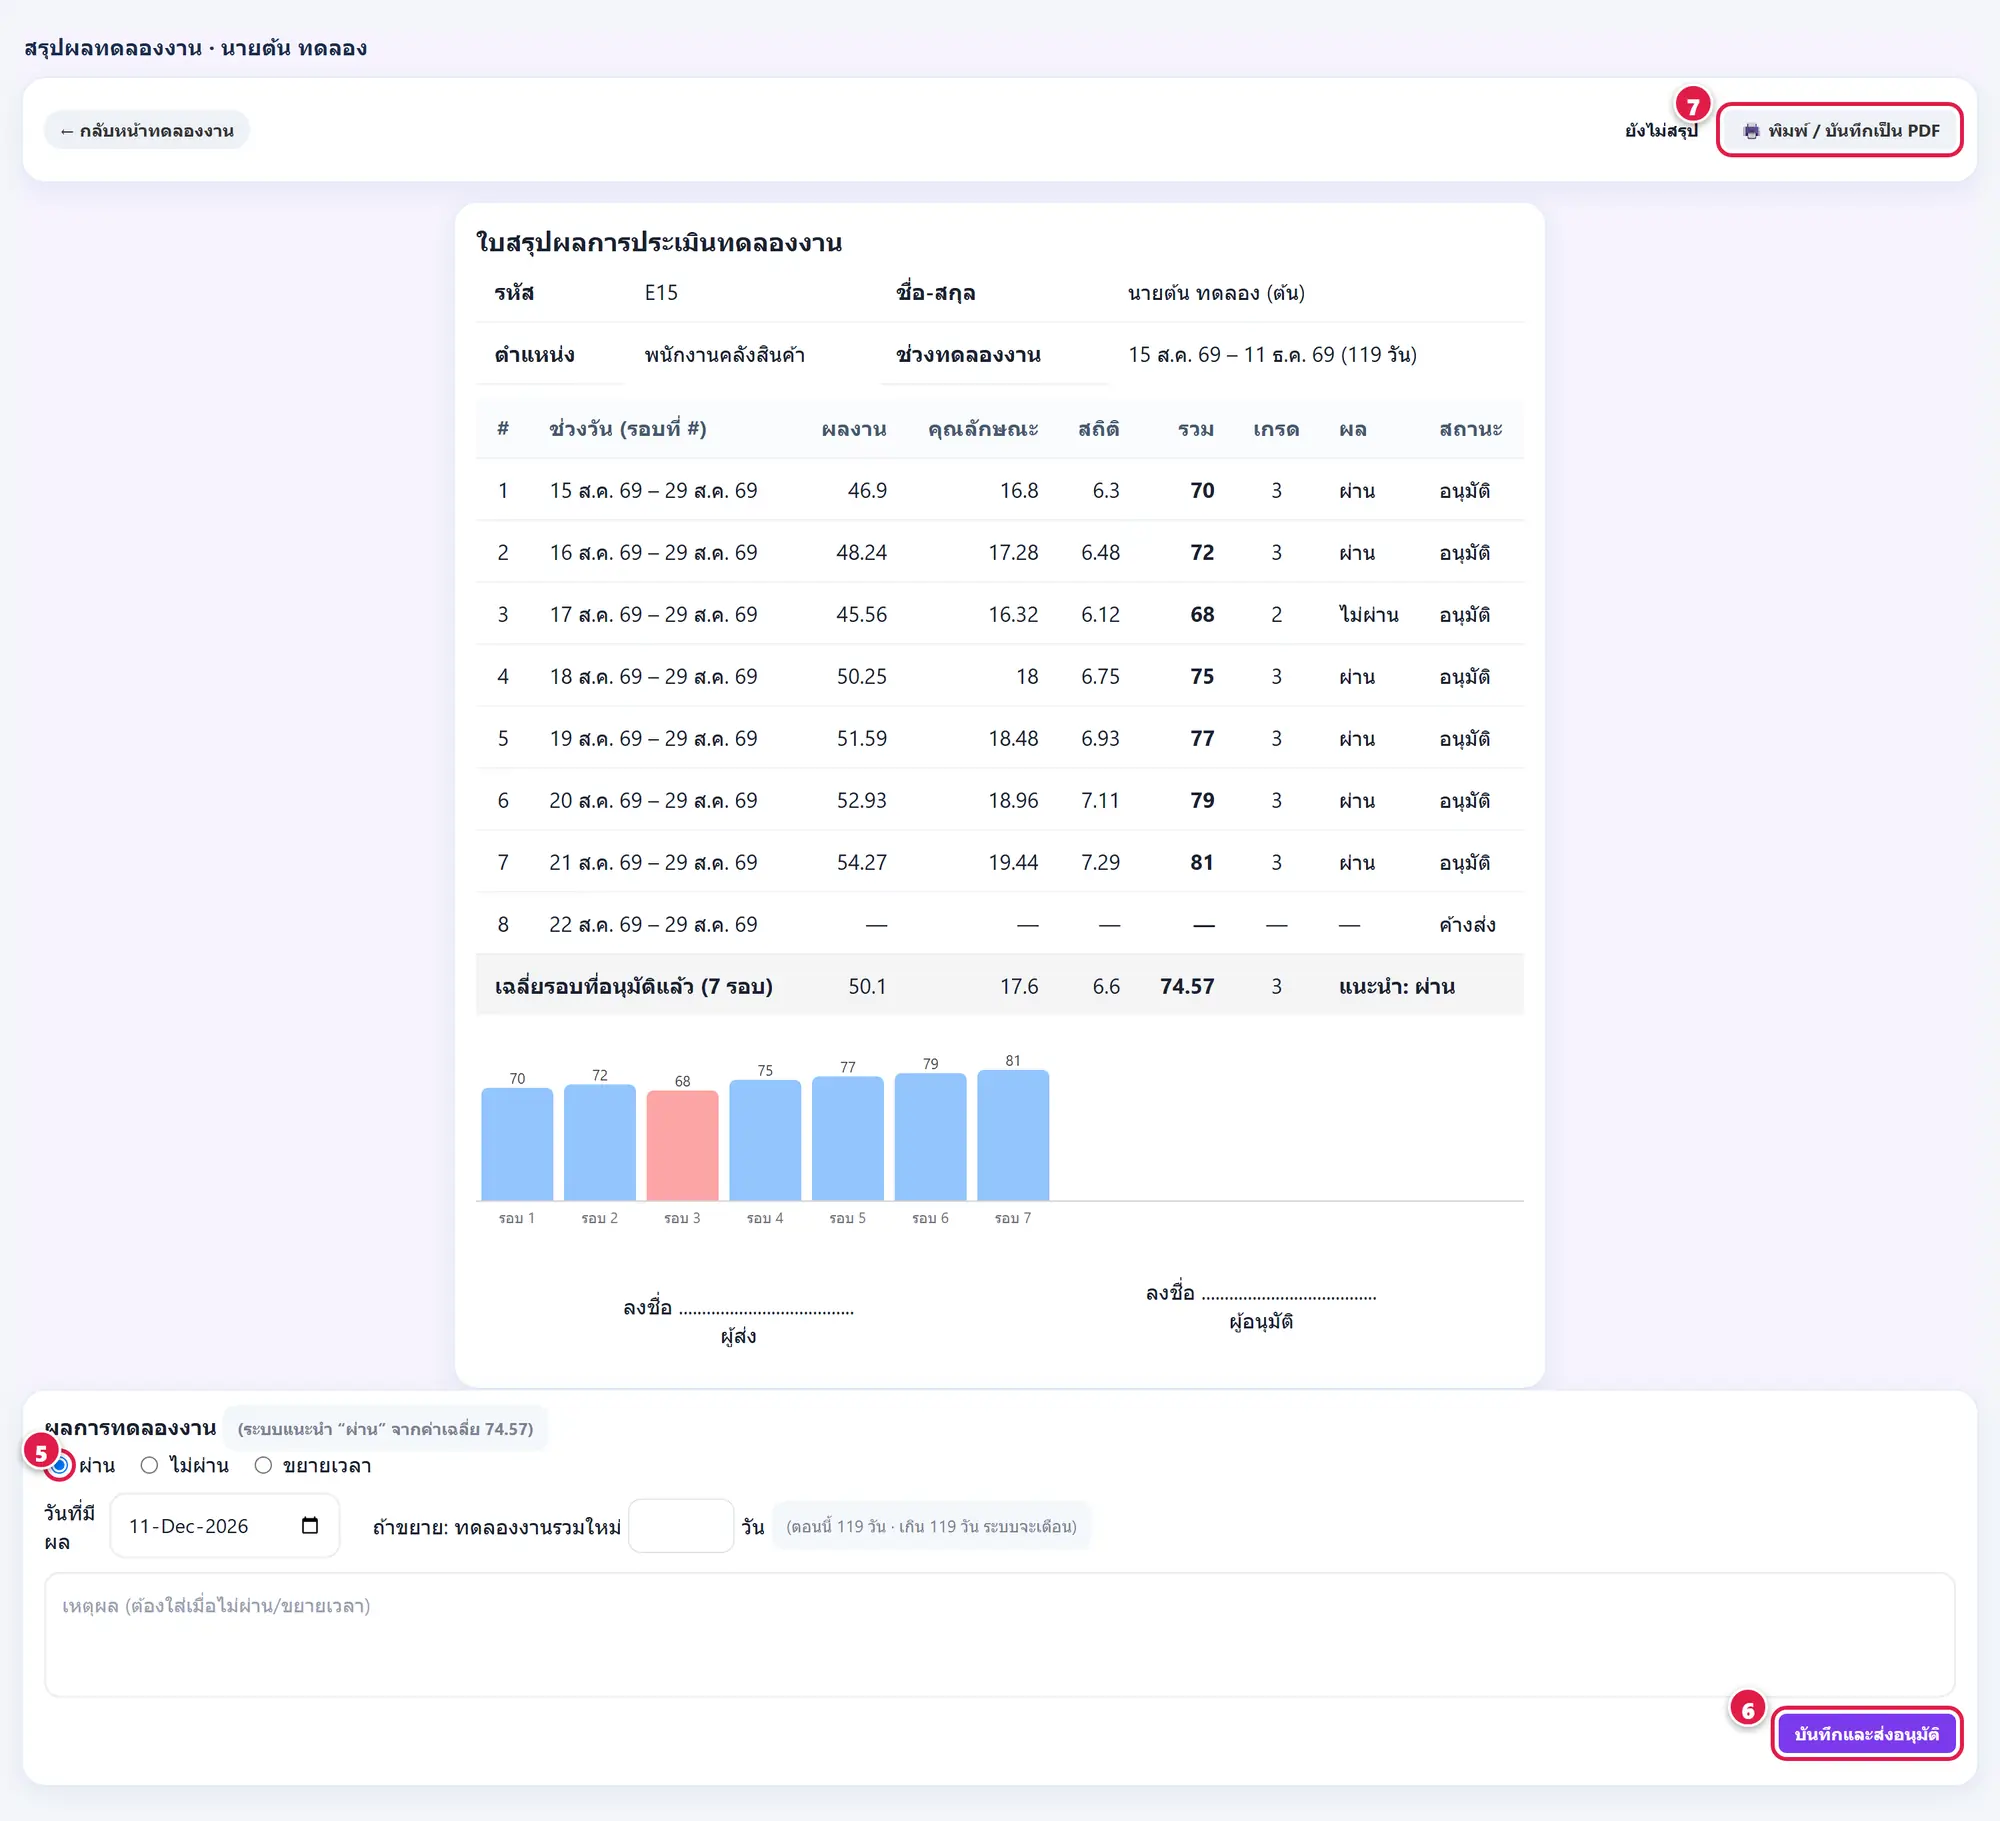 สรุปผลทดลองงาน · นายต้น ทดลอง
← กลับหน้าทดลองงาน
ยังไม่สรุป
7
พิมพ์ / บันทึกเป็น PDF
ใบสรุปผลการประเมินทดลองงาน
รหัส E15 ชื่อ-สกุล นายต้น ทดลอง (ต้น)
ตำแหน่ง พนักงานคลังสินค้า ช่วงทดลองงาน 15 ส.ค. 69 – 11 ธ.ค. 69 (119 วัน)
# ช่วงวัน (รอบที่ #) ผลงาน คุณลักษณะ สถิติ รวม เกรด ผล สถานะ
1 15 ส.ค. 69 – 29 ส.ค. 69 46.9 16.8 6.3 70 3 ผ่าน อนุมัติ
2 16 ส.ค. 69 – 29 ส.ค. 69 48.24 17.28 6.48 72 3 ผ่าน อนุมัติ
3 17 ส.ค. 69 – 29 ส.ค. 69 45.56 16.32 6.12 68 2 ไม่ผ่าน อนุมัติ
4 18 ส.ค. 69 – 29 ส.ค. 69 50.25 18 6.75 75 3 ผ่าน อนุมัติ
5 19 ส.ค. 69 – 29 ส.ค. 69 51.59 18.48 6.93 77 3 ผ่าน อนุมัติ
6 20 ส.ค. 69 – 29 ส.ค. 69 52.93 18.96 7.11 79 3 ผ่าน อนุมัติ
7 21 ส.ค. 69 – 29 ส.ค. 69 54.27 19.44 7.29 81 3 ผ่าน อนุมัติ
8 22 ส.ค. 69 – 29 ส.ค. 69 — — — — — — ค้างส่ง
เฉลี่ยรอบที่อนุมัติแล้ว (7 รอบ) 50.1 17.6 6.6 74.57 3 แนะนำ: ผ่าน
70 72 68 75 77 79 81
รอบ 1 รอบ 2 รอบ 3 รอบ 4 รอบ 5 รอบ 6 รอบ 7
ลงชื่อ ...................................... ลงชื่อ ......................................
ผู้ส่ง ผู้อนุมัติ
ผลการทดลองงาน (ระบบแนะนำ “ผ่าน” จากค่าเฉลี่ย 74.57)
5
ผ่าน ไม่ผ่าน ขยายเวลา
วันที่มีผล 11-Dec-2026 ถ้าขยาย: ทดลองงานรวมใหม่ วัน (ตอนนี้ 119 วัน · เกิน 119 วัน ระบบจะเตือน)
เหตุผล (ต้องใส่เมื่อไม่ผ่าน/ขยายเวลา)
6
บันทึกและส่งอนุมัติ